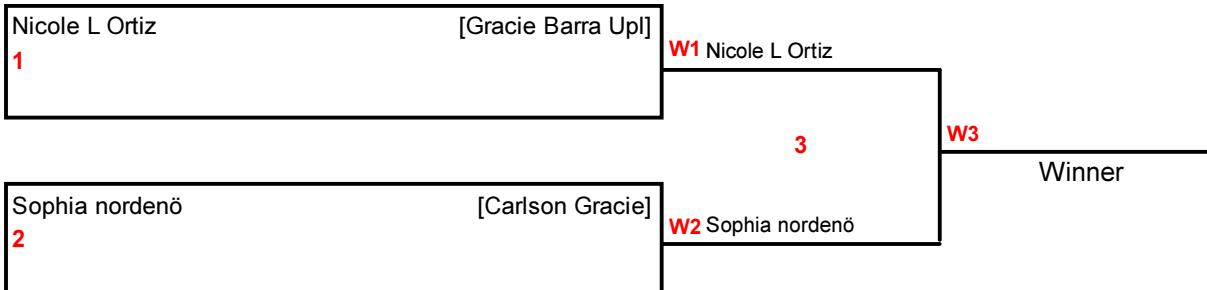 Nicole L Ortiz [Gracie Barra Upl]
1
W1 Nicole L Ortiz
3
W3
Winner
Sophia nordenö [Carlson Gracie]
2
W2 Sophia nordenö